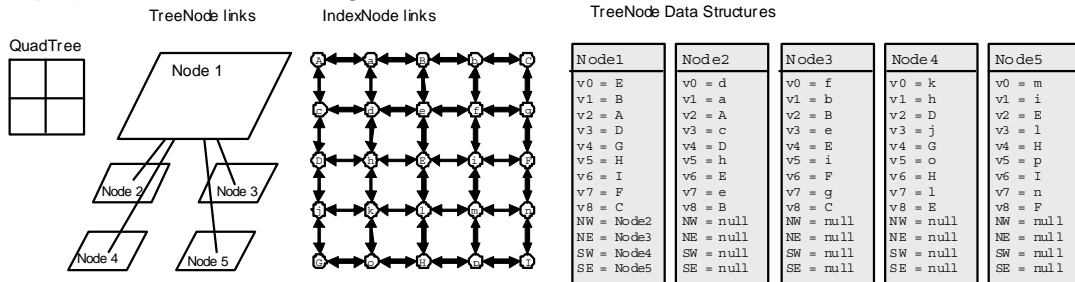 TreeNode links
IndexNode links
TreeNode Data Structures
QuadTree
Node 1
Node 2
Node 3
Node 4
Node 5
A a B b C
c d e f g
D h E i F
j k l m n
G o H p I
Node1
v0 = E
v1 = B
v2 = A
v3 = D
v4 = G
v5 = H
v6 = I
v7 = F
v8 = C
NW = Node2
NE = Node3
SW = Node4
SE = Node5
Node2
v0 = d
v1 = a
v2 = A
v3 = c
v4 = D
v5 = h
v6 = E
v7 = e
v8 = B
NW = null
NE = null
SW = null
SE = null
Node3
v0 = f
v1 = b
v2 = B
v3 = e
v4 = E
v5 = i
v6 = F
v7 = g
v8 = C
NW = null
NE = null
SW = null
SE = null
Node4
v0 = k
v1 = h
v2 = D
v3 = j
v4 = G
v5 = o
v6 = H
v7 = l
v8 = E
NW = null
NE = null
SW = null
SE = null
Node5
v0 = m
v1 = i
v2 = E
v3 = l
v4 = H
v5 = p
v6 = I
v7 = n
v8 = F
NW = null
NE = null
SW = null
SE = null